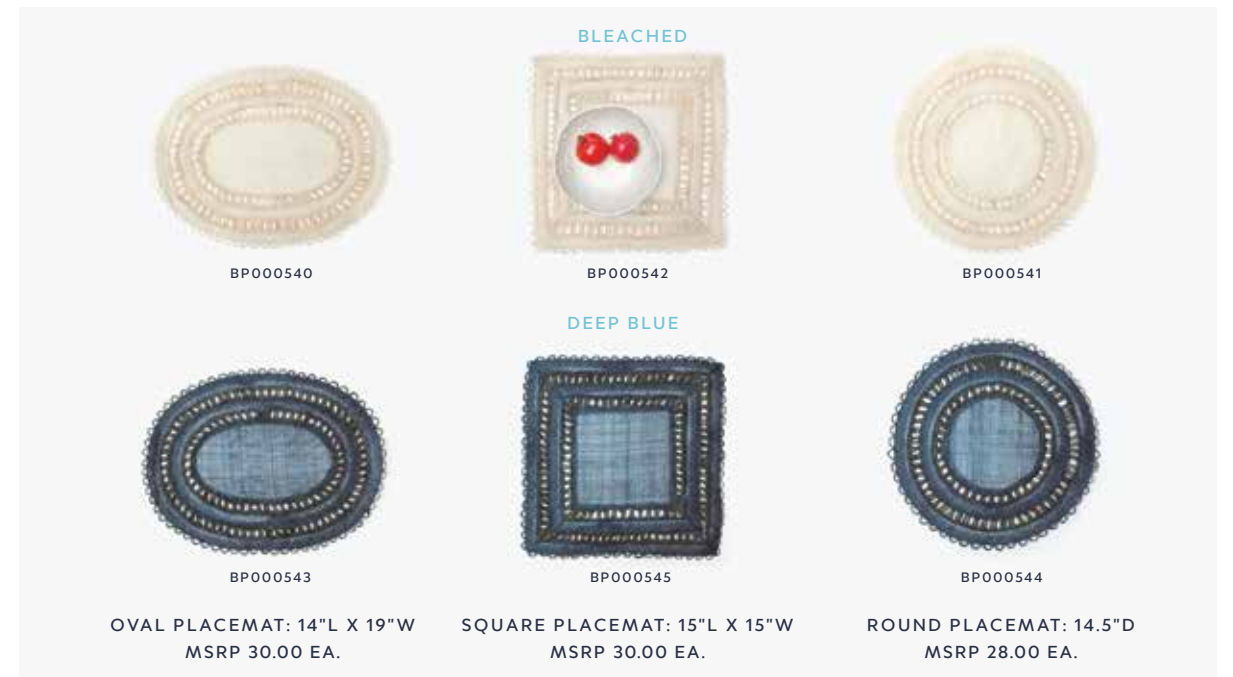 BLEACHED
BP000540
BP000542
BP000541
DEEP BLUE
BP000543
BP000545
BP000544
OVAL PLACEMAT: 14"L X 19"W
MSRP 30.00 EA.
SQUARE PLACEMAT: 15"L X 15"W
MSRP 30.00 EA.
ROUND PLACEMAT: 14.5"D
MSRP 28.00 EA.